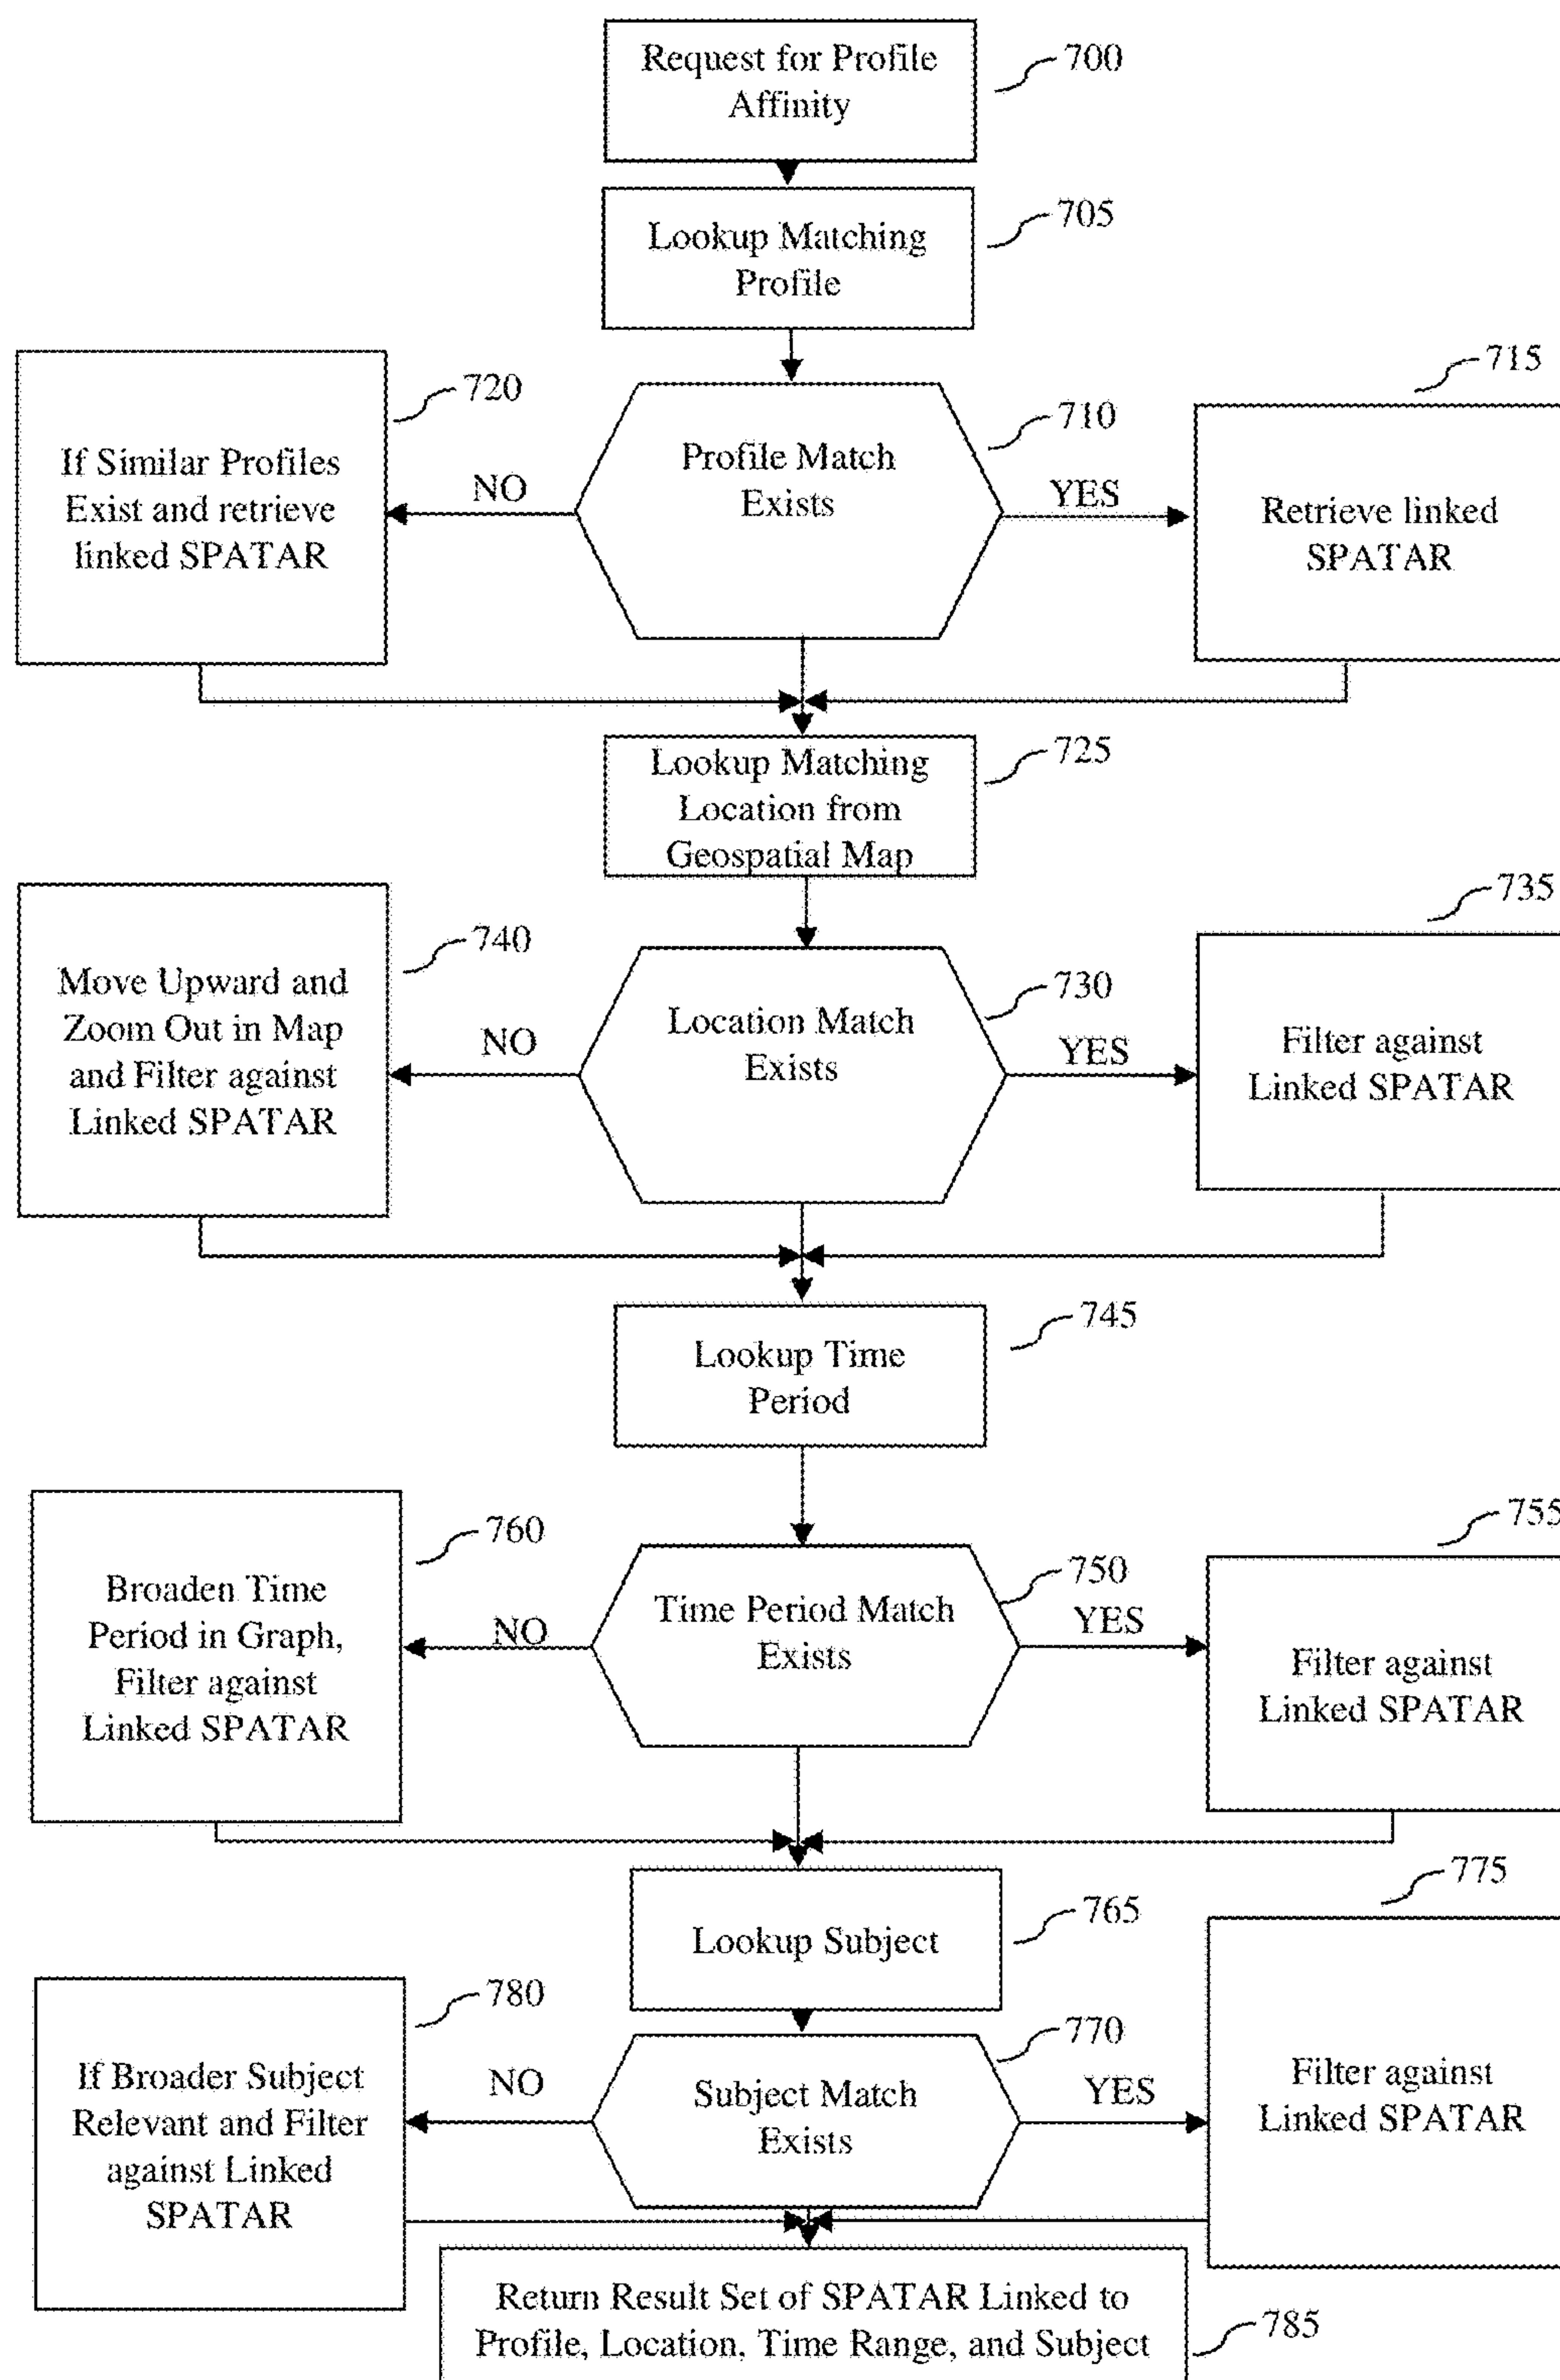 Request for Profile
Affinity
700
Lookup Matching
Profile
705
720
If Similar Profiles
Exist and retrieve
linked SPATAR
NO
Profile Match
Exists
710
YES
715
Retrieve linked
SPATAR
Lookup Matching
Location from
Geospatial Map
725
740
Move Upward and
Zoom Out in Map
and Filter against
Linked SPATAR
NO
Location Match
Exists
730
YES
735
Filter against
Linked SPATAR
Lookup Time
Period
745
760
Broaden Time
Period in Graph,
Filter against
Linked SPATAR
NO
Time Period Match
Exists
750
YES
755
Filter against
Linked SPATAR
Lookup Subject
765
780
If Broader Subject
Relevant and Filter
against Linked
SPATAR
NO
Subject Match
Exists
770
YES
775
Filter against
Linked SPATAR
Return Result Set of SPATAR Linked to
Profile, Location, Time Range, and Subject
785